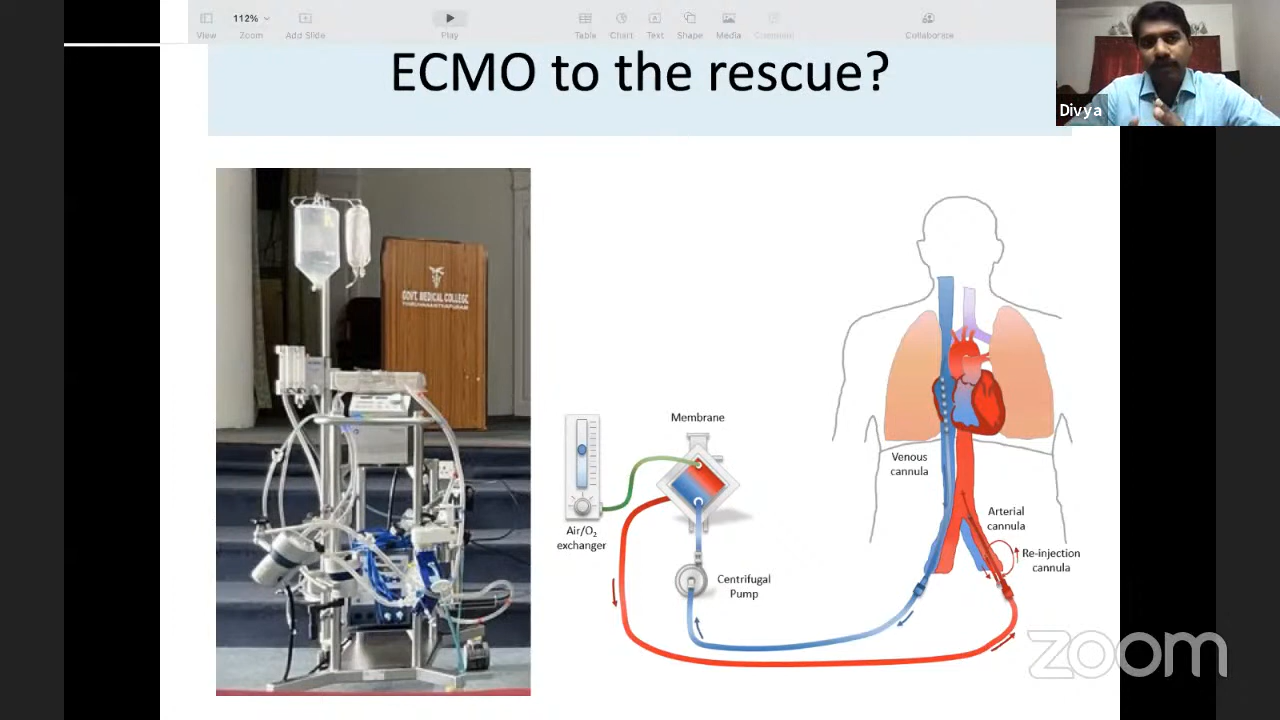 112%
View
Zoom
Add Slide
Play
Table
Chart
Text
Shape
Media
Comment
Collaborate
ECMO to the rescue?
Divya
GOVT. MEDICAL COLLEGE
THIRUVANANTHAPURAM
Membrane
Air/O₂
exchanger
Centrifugal
Pump
Venous
cannula
Arterial
cannula
Re-injection
cannula
zoom